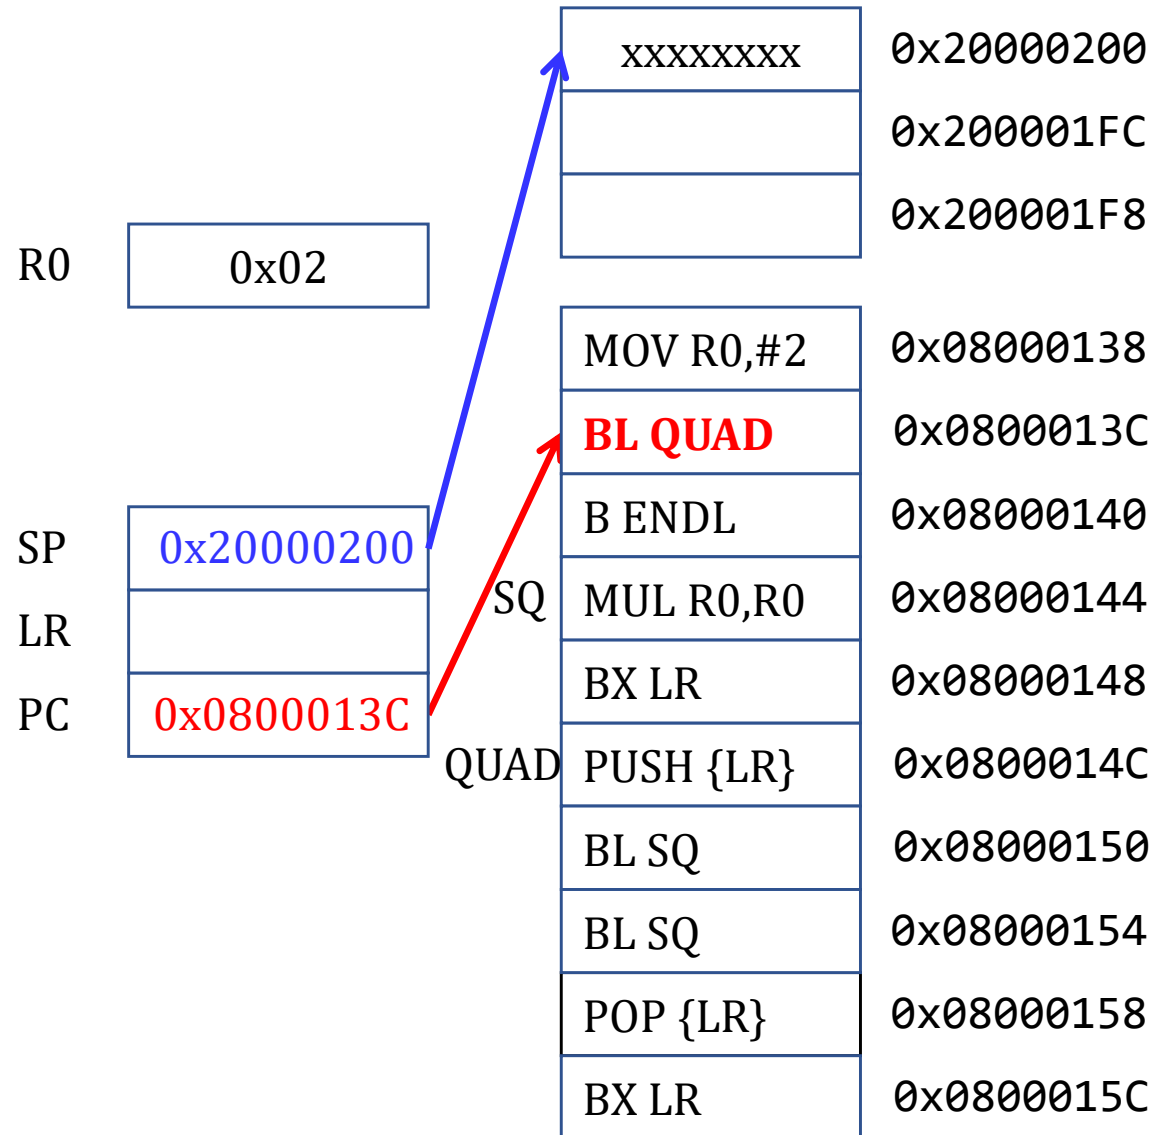 xxxxxxxx 0x20000200
0x200001FC
0x200001F8
R0 0x02
MOV R0,#2 0x08000138
BL QUAD 0x0800013C
B ENDL 0x08000140
SP 0x20000200
SQ MUL R0,R0 0x08000144
LR
BX LR 0x08000148
PC 0x0800013C
QUAD PUSH {LR} 0x0800014C
BL SQ 0x08000150
BL SQ 0x08000154
POP {LR} 0x08000158
BX LR 0x0800015C